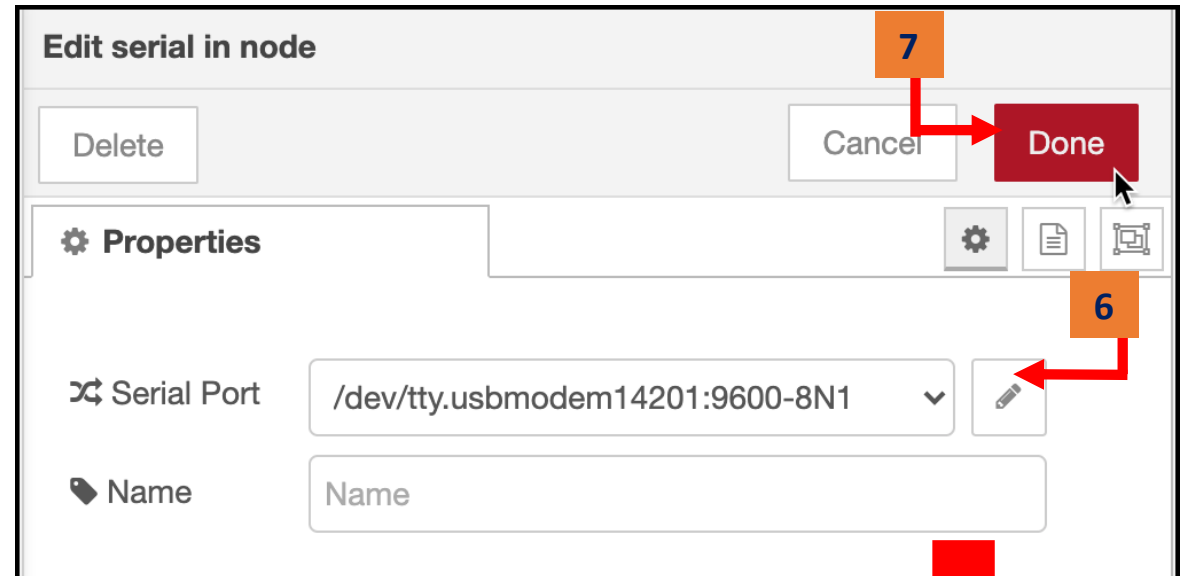 Edit serial in node
7
Delete
Cancel
Done
Properties
6
Serial Port
/dev/tty.usbmodem14201:9600-8N1
Name
Name